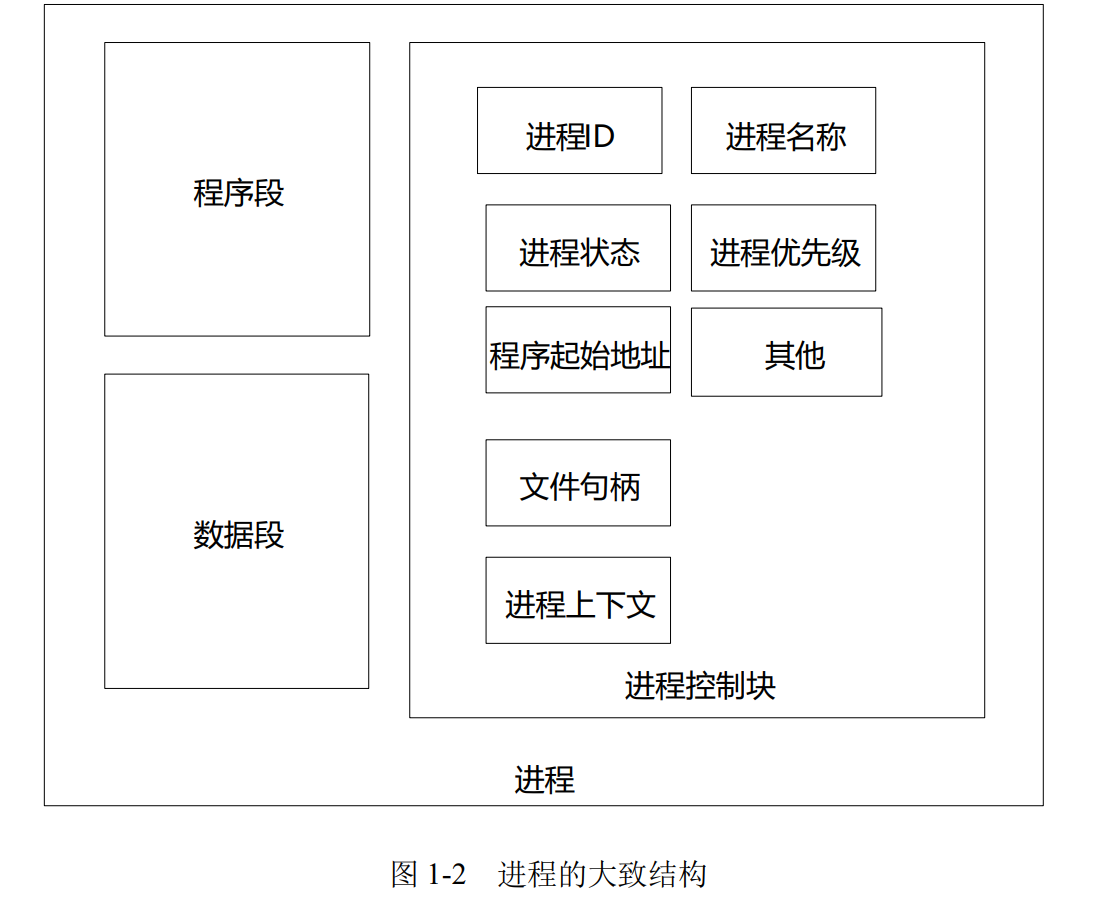 程序段
数据段
进程ID
进程名称
进程状态
进程优先级
程序起始地址
其他
文件句柄
进程上下文
进程控制块
进程
图 1-2 进程的大致结构